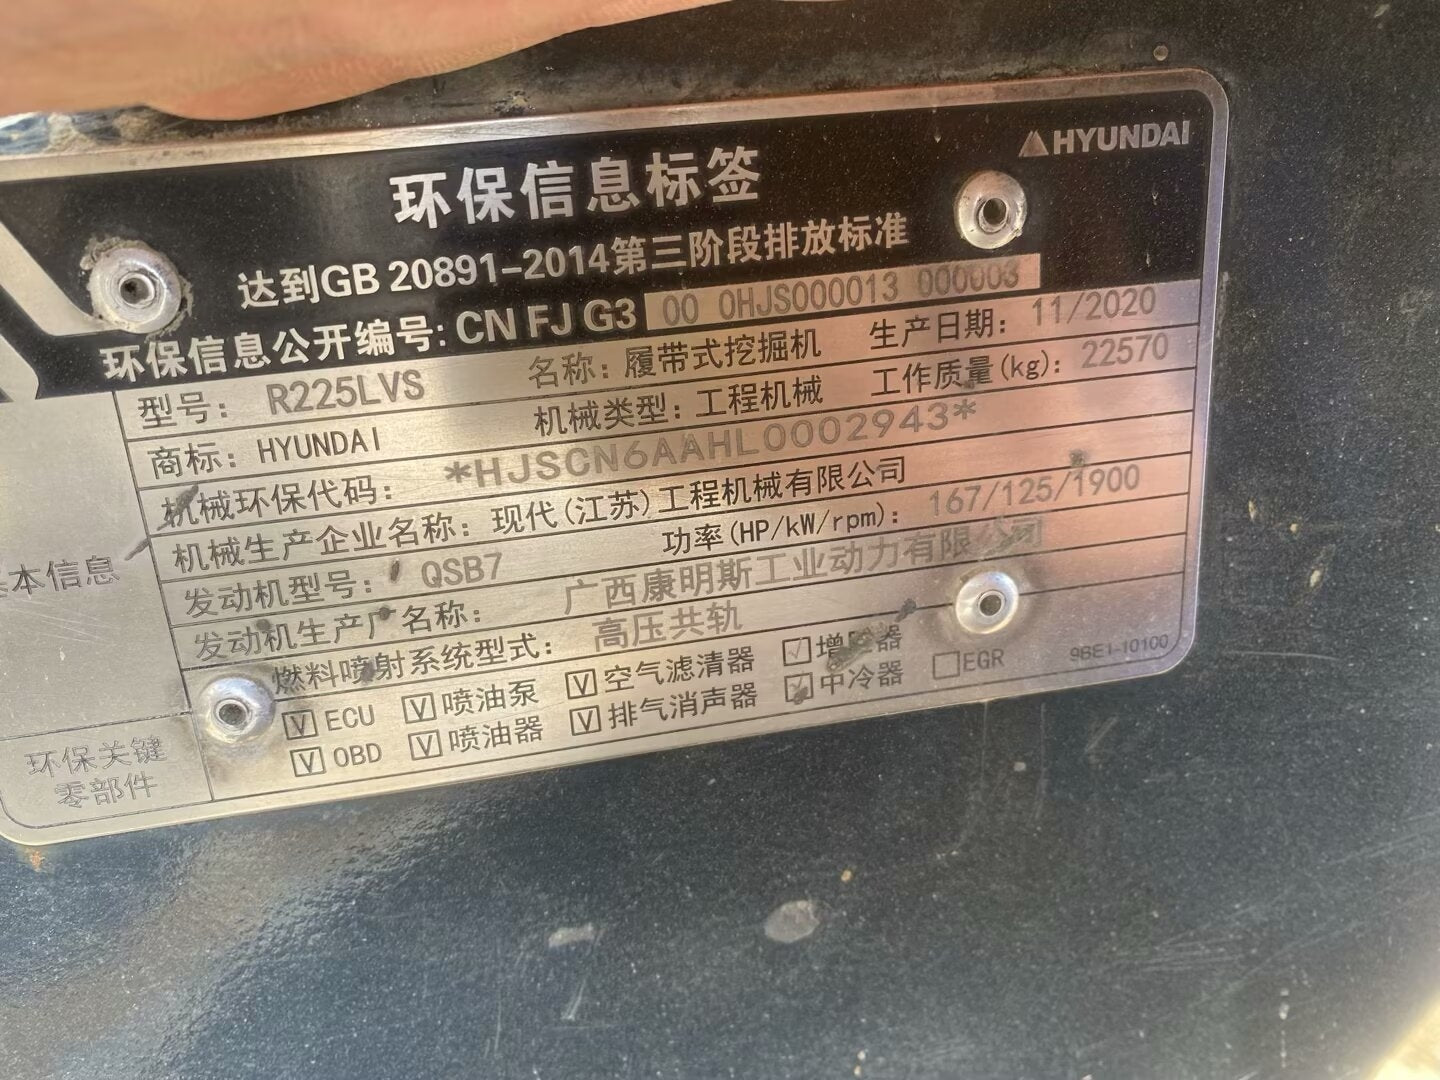 HYUNDAI
环保信息标签
达到GB 20891-2014第三阶段排放标准
环保信息公开编号: CN FJ G3 00 0HJS000013 000003
型号: R225LVS 名称: 履带式挖掘机 生产日期: 11/2020
商标: HYUNDAI 机械类型: 工程机械 工作质量(kg): 22570
机械环保代码: *HJSCN6AAHL0002943*
机械生产企业名称: 现代(江苏)工程机械有限公司
基本信息
发动机型号: QSB7 功率(HP/kW/rpm): 167/125/1900
发动机生产厂名称: 广西康明斯工业动力有限公司
燃料喷射系统型式: 高压共轨
环保关键零部件
V ECU V 喷油泵 V 空气滤清器 √ 增压器
V OBD V 喷油器 V 排气消声器 √ 中冷器 EGR
9BE1-10100